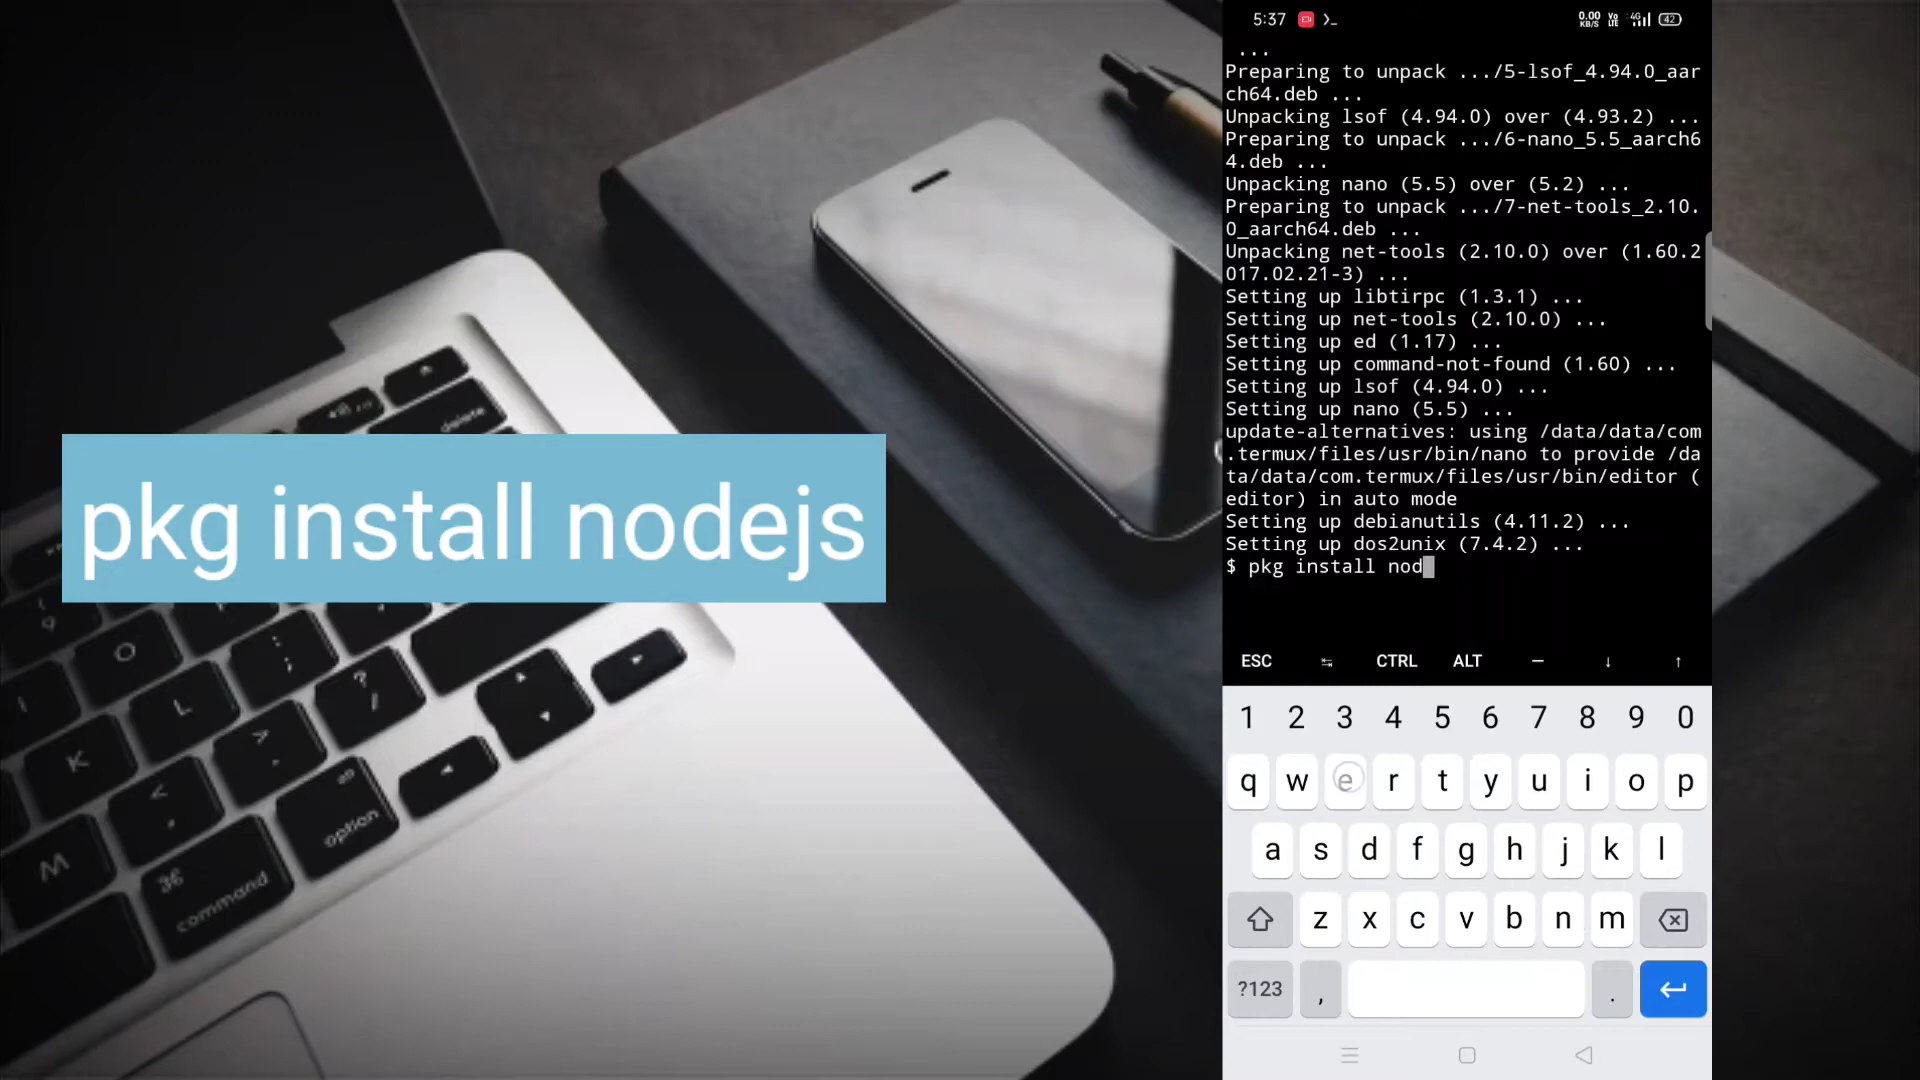 pkg install nodejs
5:37
0.00 KB/S Vo LTE 4G 42
...
Preparing to unpack .../5-lsof_4.94.0_aar
ch64.deb ...
Unpacking lsof (4.94.0) over (4.93.2) ...
Preparing to unpack .../6-nano_5.5_aarch6
4.deb ...
Unpacking nano (5.5) over (5.2) ...
Preparing to unpack .../7-net-tools_2.10.
0_aarch64.deb ...
Unpacking net-tools (2.10.0) over (1.60.2
017.02.21-3) ...
Setting up libtirpc (1.3.1) ...
Setting up net-tools (2.10.0) ...
Setting up ed (1.17) ...
Setting up command-not-found (1.60) ...
Setting up lsof (4.94.0) ...
Setting up nano (5.5) ...
update-alternatives: using /data/data/com
.termux/files/usr/bin/nano to provide /da
ta/data/com.termux/files/usr/bin/editor (
editor) in auto mode
Setting up debianutils (4.11.2) ...
Setting up dos2unix (7.4.2) ...
$ pkg install nod
ESC ⇆ CTRL ALT — ↓ ↑
1 2 3 4 5 6 7 8 9 0
q w e r t y u i o p
a s d f g h j k l
z x c v b n m
?123 , .
delete
O
L
: ;
? /
K
> .
< ,
M
alt option
⌘ command